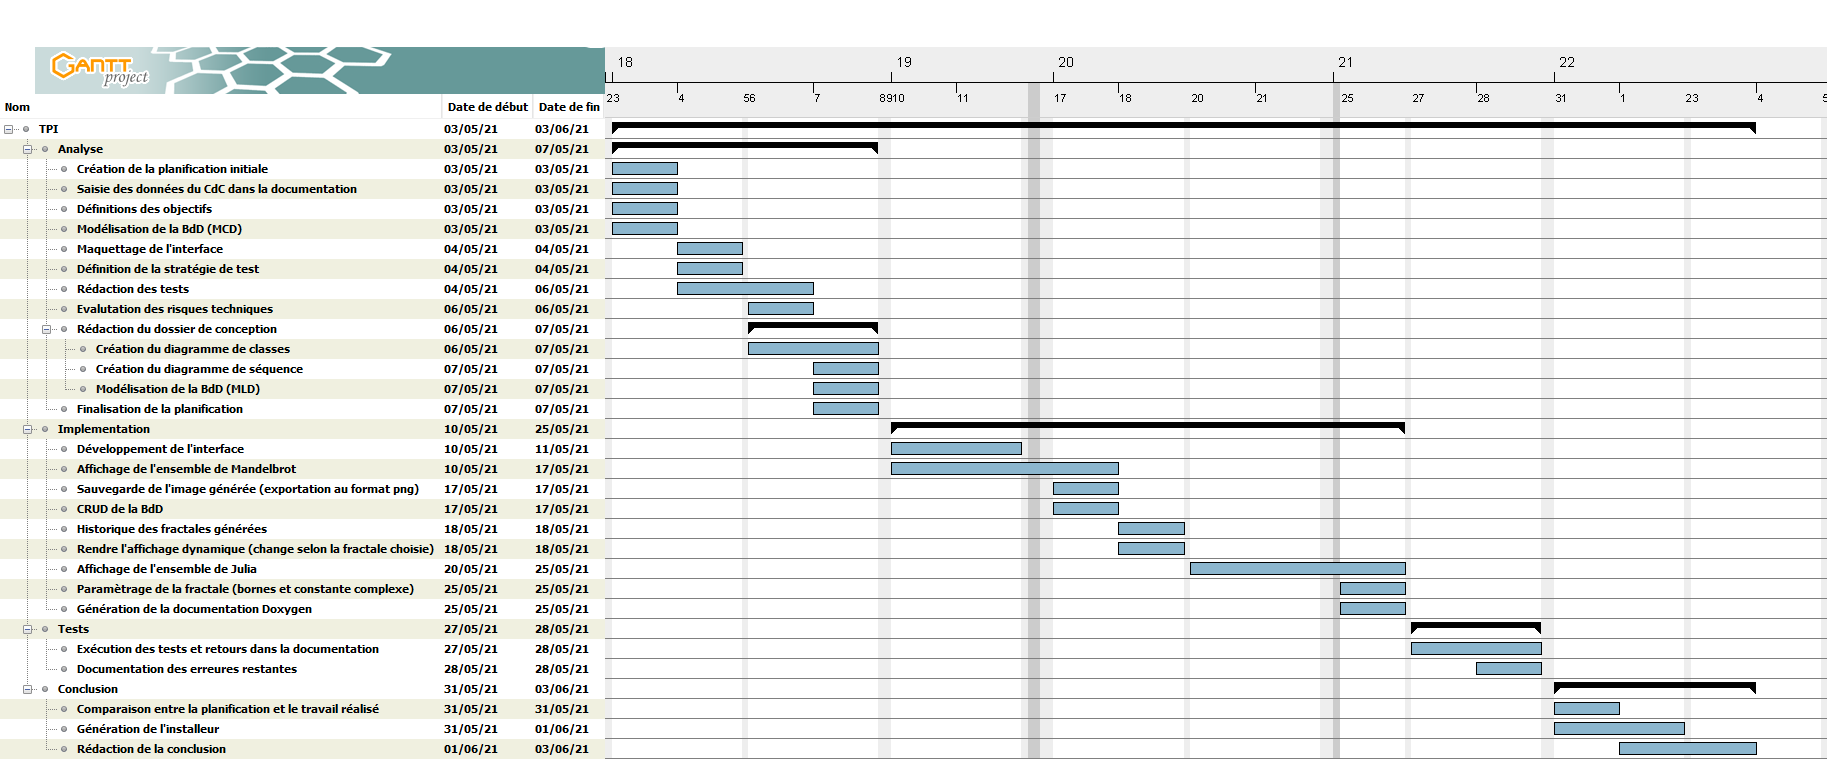 GANTT
project
18 19 20 21 22
23 4 56 7 8910 11 17 18 20 21 25 27 28 31 1 23 4 5
Nom Date de début Date de fin
TPI 03/05/21 03/06/21
Analyse 03/05/21 07/05/21
Création de la planification initiale 03/05/21 03/05/21
Saisie des données du CdC dans la documentation 03/05/21 03/05/21
Définitions des objectifs 03/05/21 03/05/21
Modélisation de la BdD (MCD) 03/05/21 03/05/21
Maquettage de l'interface 04/05/21 04/05/21
Définition de la stratégie de test 04/05/21 04/05/21
Rédaction des tests 04/05/21 06/05/21
Evalutation des risques techniques 06/05/21 06/05/21
Rédaction du dossier de conception 06/05/21 07/05/21
Création du diagramme de classes 06/05/21 07/05/21
Création du diagramme de séquence 07/05/21 07/05/21
Modélisation de la BdD (MLD) 07/05/21 07/05/21
Finalisation de la planification 07/05/21 07/05/21
Implementation 10/05/21 25/05/21
Développement de l'interface 10/05/21 11/05/21
Affichage de l'ensemble de Mandelbrot 10/05/21 17/05/21
Sauvegarde de l'image générée (exportation au format png) 17/05/21 17/05/21
CRUD de la BdD 17/05/21 17/05/21
Historique des fractales générées 18/05/21 18/05/21
Rendre l'affichage dynamique (change selon la fractale choisie) 18/05/21 18/05/21
Affichage de l'ensemble de Julia 20/05/21 25/05/21
Paramètrage de la fractale (bornes et constante complexe) 25/05/21 25/05/21
Génération de la documentation Doxygen 25/05/21 25/05/21
Tests 27/05/21 28/05/21
Exécution des tests et retours dans la documentation 27/05/21 28/05/21
Documentation des erreures restantes 28/05/21 28/05/21
Conclusion 31/05/21 03/06/21
Comparaison entre la planification et le travail réalisé 31/05/21 31/05/21
Génération de l'installeur 31/05/21 01/06/21
Rédaction de la conclusion 01/06/21 03/06/21